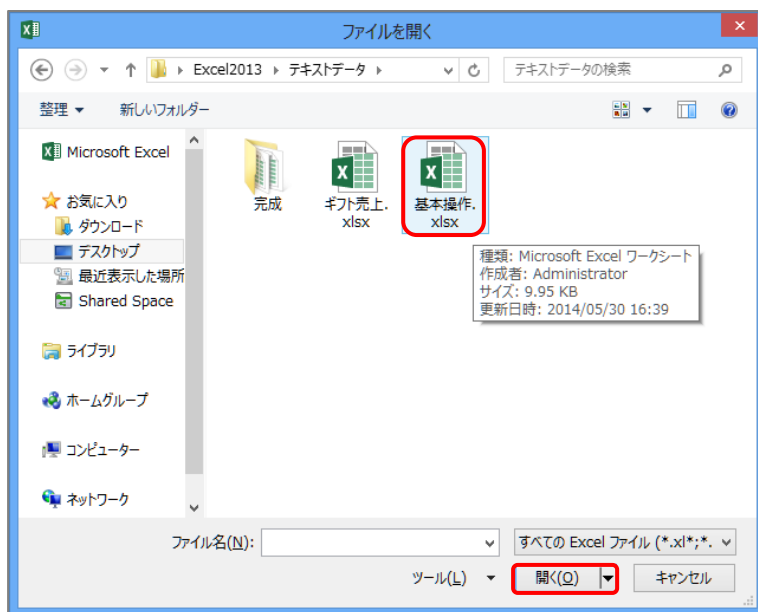 ファイルを開く
Excel2013 テキストデータ
テキストデータの検索
整理
新しいフォルダー
Microsoft Excel
お気に入り
ダウンロード
デスクトップ
最近表示した場所
Shared Space
ライブラリ
ホームグループ
コンピューター
ネットワーク
完成
ギフト売上.
xlsx
基本操作.
xlsx
種類: Microsoft Excel ワークシート
作成者: Administrator
サイズ: 9.95 KB
更新日時: 2014/05/30 16:39
ファイル名(N):
すべての Excel ファイル (*.xl*;*.
ツール(L)
開く(O)
キャンセル